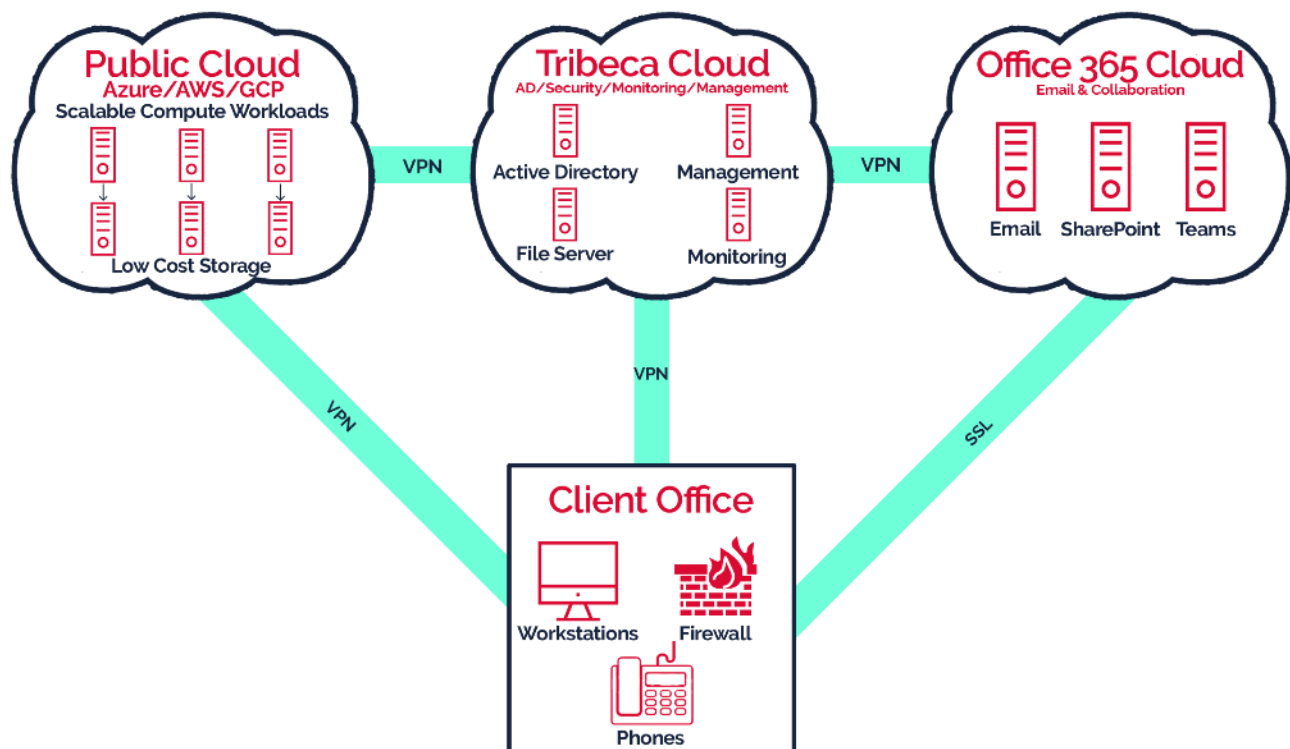 Public Cloud
Azure/AWS/GCP
Scalable Compute Workloads
Low Cost Storage
VPN
Tribeca Cloud
AD/Security/Monitoring/Management
Active Directory
Management
File Server
Monitoring
VPN
Office 365 Cloud
Email & Collaboration
Email
SharePoint
Teams
VPN
VPN
SSL
Client Office
Workstations
Firewall
Phones